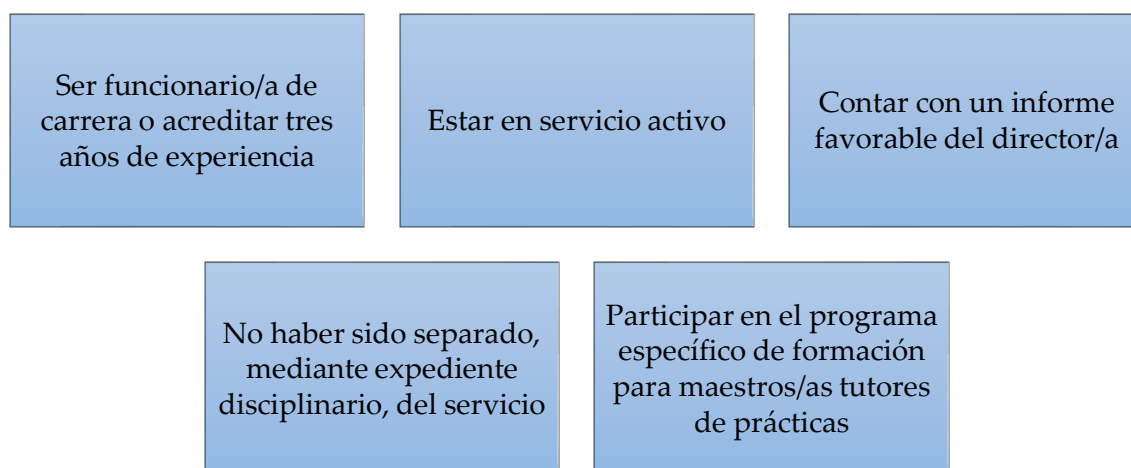 Ser funcionario/a de
carrera o acreditar tres
años de experiencia
Estar en servicio activo
Contar con un informe
favorable del director/a
No haber sido separado,
mediante expediente
disciplinario, del servicio
Participar en el programa
específico de formación
para maestros/as tutores
de prácticas